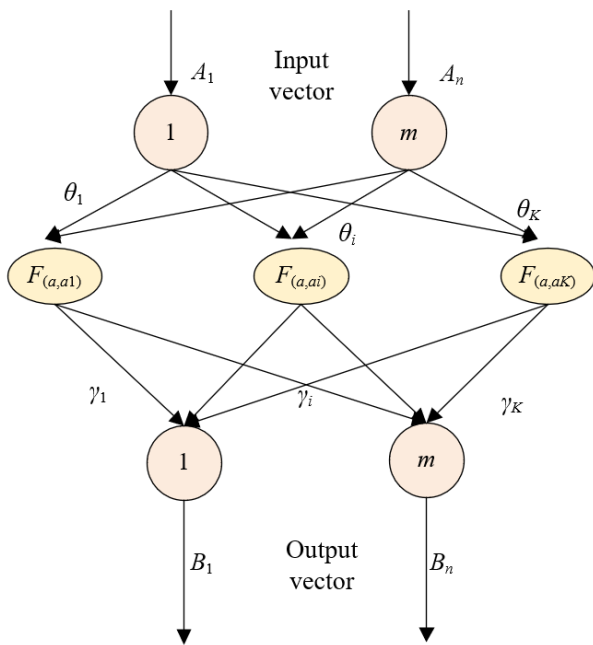 A1
Input
vector
An
1
m
θ1
θi
θK
F(a,a1)
F(a,ai)
F(a,aK)
γ1
γi
γK
1
m
B1
Output
vector
Bn